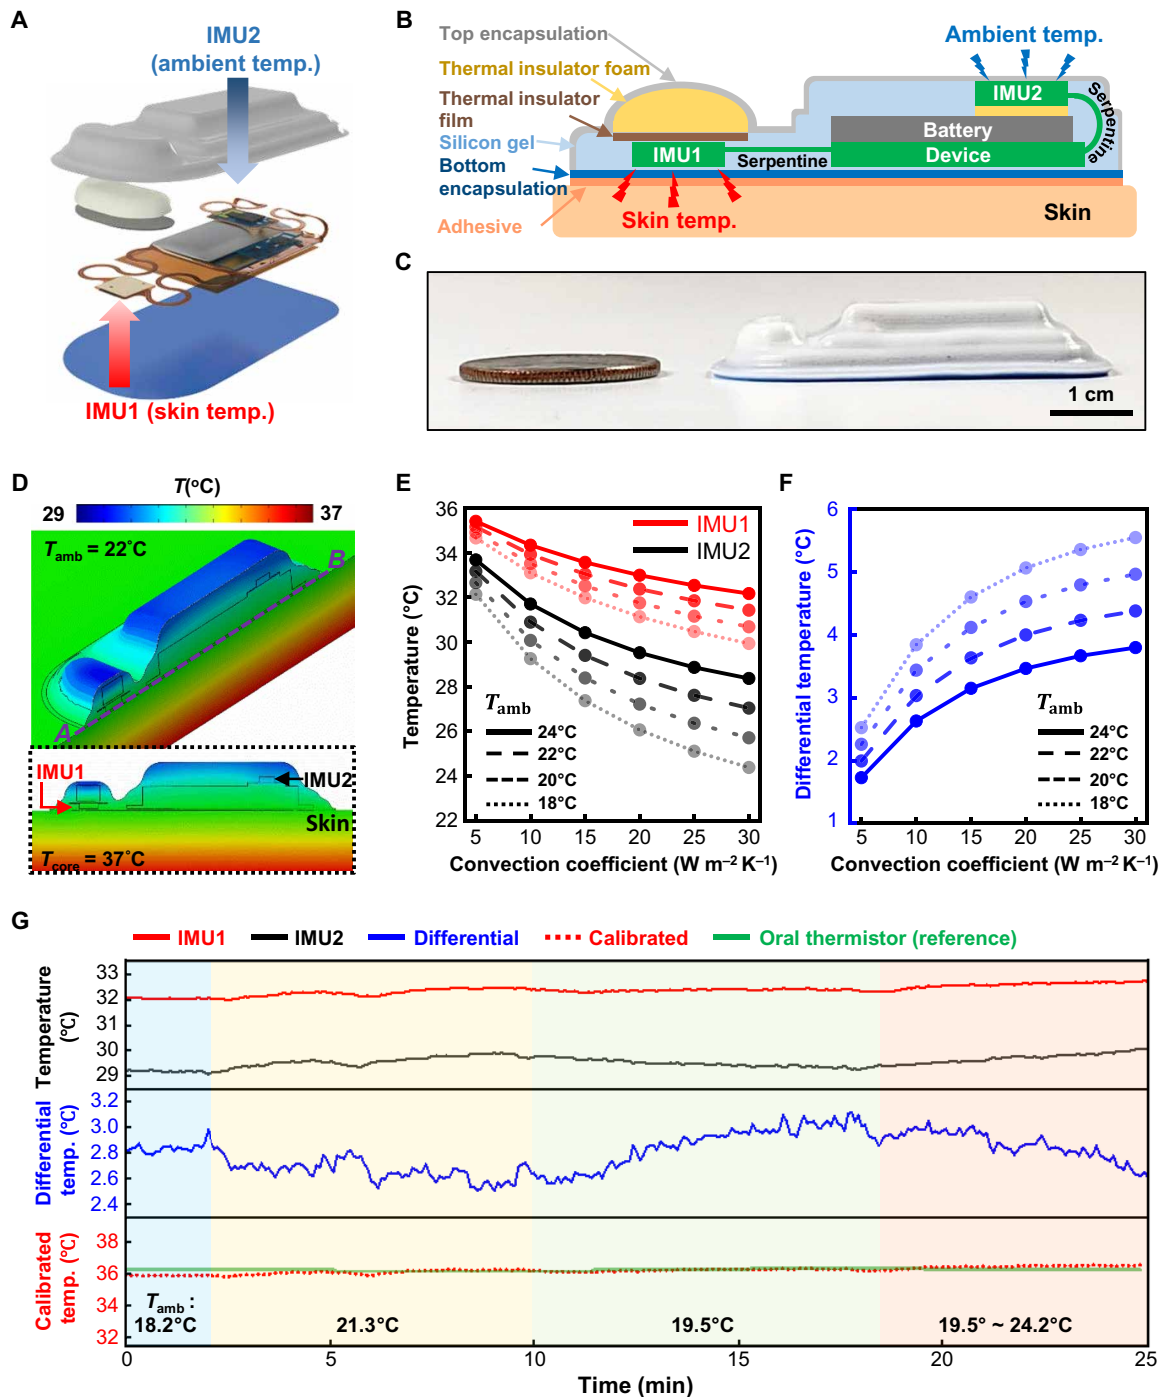 A
IMU2
(ambient temp.)
IMU1 (skin temp.)
B
Top encapsulation
Thermal insulator foam
Thermal insulator
film
Silicon gel
Bottom
encapsulation
Adhesive
Ambient temp.
IMU2
Serpentine
Battery
IMU1
Serpentine
Device
Skin temp.
Skin
C
1 cm
D
T(°C)
29
37
Tamb = 22°C
B
A
IMU1
IMU2
Skin
Tcore = 37°C
E
36
34
32
30
28
26
24
22
Temperature (°C)
IMU1
IMU2
Tamb
24°C
22°C
20°C
18°C
5 10 15 20 25 30
Convection coefficient (W m⁻² K⁻¹)
F
6
5
4
3
2
1
Differential temperature (°C)
Tamb
24°C
22°C
20°C
18°C
5 10 15 20 25 30
Convection coefficient (W m⁻² K⁻¹)
G
IMU1 IMU2 Differential Calibrated Oral thermistor (reference)
Temperature
(°C)
33
32
31
30
29
Differential
temp. (°C)
3.2
3.0
2.8
2.6
2.4
Calibrated
temp. (°C)
38
36
34
32
Tamb :
18.2°C 21.3°C 19.5°C 19.5° ~ 24.2°C
0 5 10 15 20 25
Time (min)